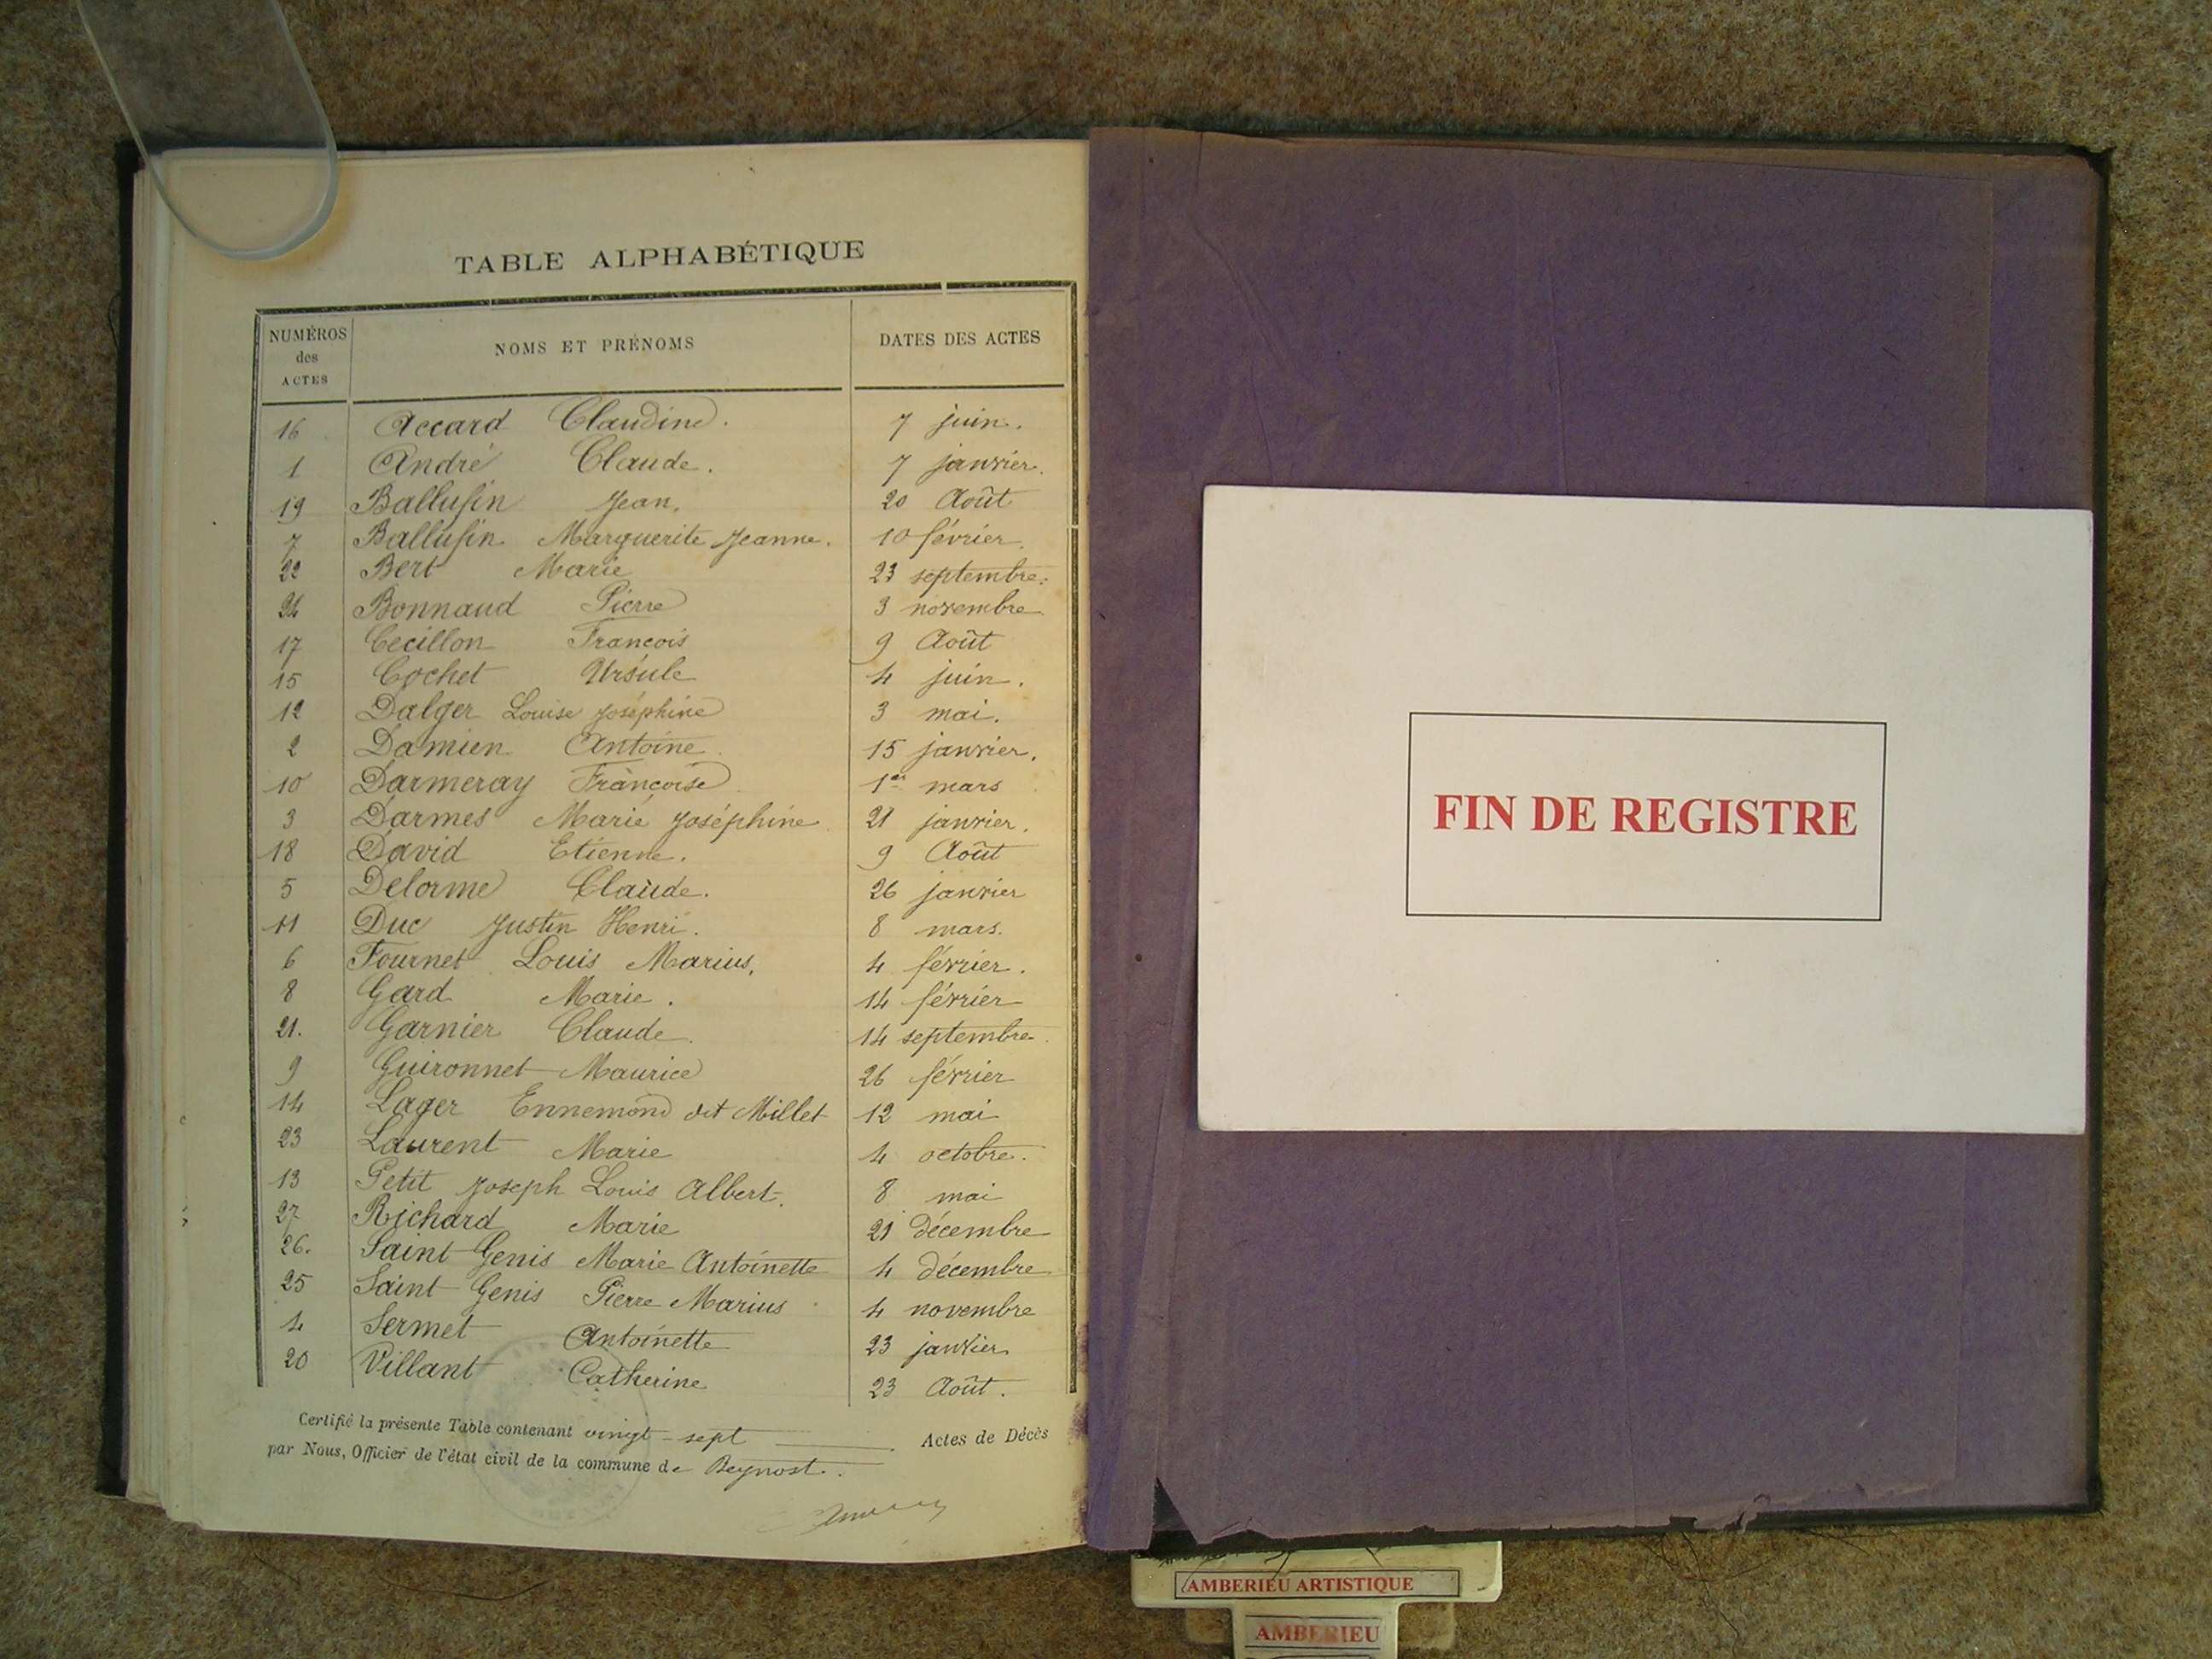 TABLE ALPHABÉTIQUE
NUMÉROS des ACTES NOMS ET PRÉNOMS DATES DES ACTES
16 Accard Claudine. 7 juin.
1 André Claude. 7 janvier.
19 Ballufin Jean. 20 Août
7 Ballufin Marguerite Jeanne. 10 février.
22 Bert Marie 23 septembre.
24 Bonnaud Pierre 3 novembre
17 Cécillon François 9 Août
15 Cochet Ursule 4 juin.
12 Dalger Louise Joséphine 3 mai.
2 Damien Antoine. 15 janvier.
10 Darmeray Françoise 1er mars
3 Darmes Marie Joséphine 21 janvier.
18 David Etienne. 9 Août
5 Delorme Claude. 26 janvier
11 Duc Justin Henri. 8 mars.
6 Fournet Louis Marius. 4 février.
8 Gard Marie. 14 février
21. Garnier Claude. 14 septembre.
9 Guironnet Maurice 26 février
14 Lager Ennemond dit Millet 12 mai
23 Laurent Marie 4 octobre.
13 Petit Joseph Louis Albert. 8 mai
27 Richard Marie 21 décembre
26. Saint Genis Marie Antoinette 4 décembre
25 Saint Genis Pierre Marius 4 novembre
4 Sermet Antoinette 23 janvier
20 Villant Catherine 23 Août.
Certifié la présente Table contenant vingt-sept Actes de Décès
par Nous, Officier de l'état civil de la commune de Beynost.
FIN DE REGISTRE
AMBERIEU ARTISTIQUE
AMBERIEU